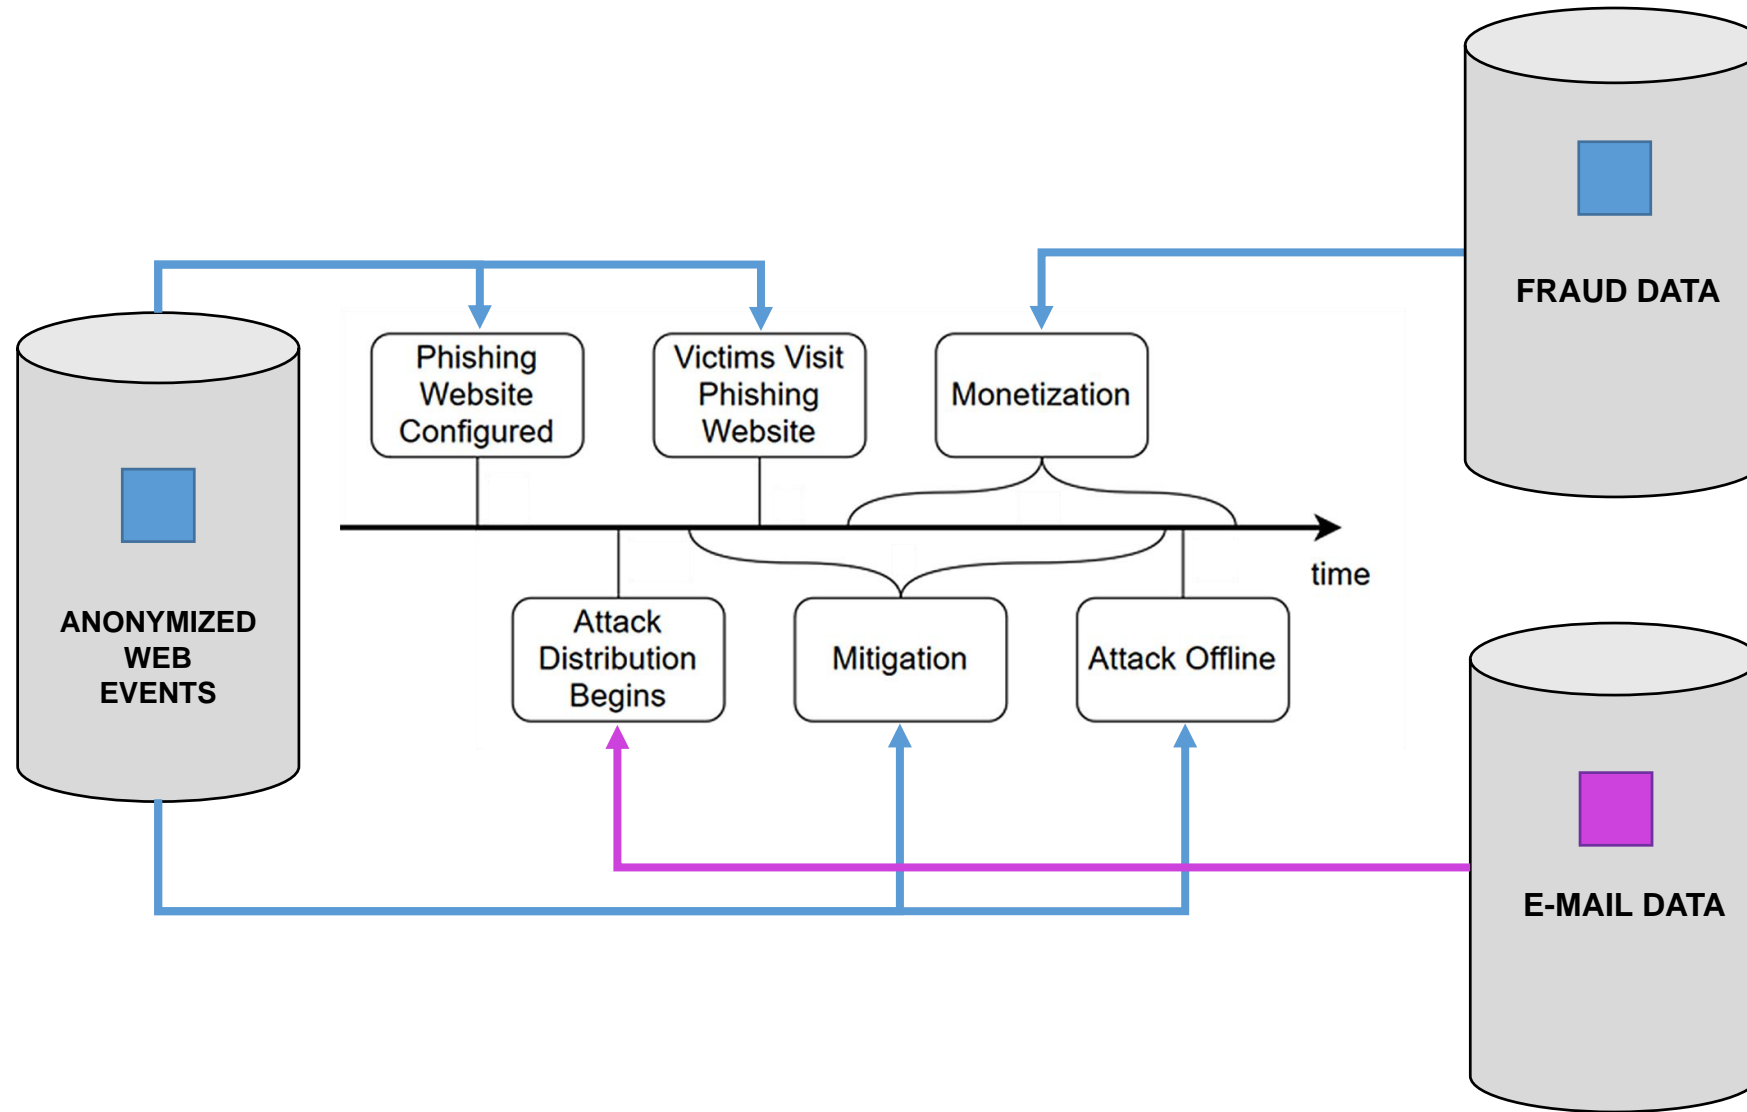 FRAUD DATA
Phishing
Website
Configured
Victims Visit
Phishing
Website
Monetization
ANONYMIZED
WEB
EVENTS
time
Attack
Distribution
Begins
Mitigation
Attack Offline
E-MAIL DATA